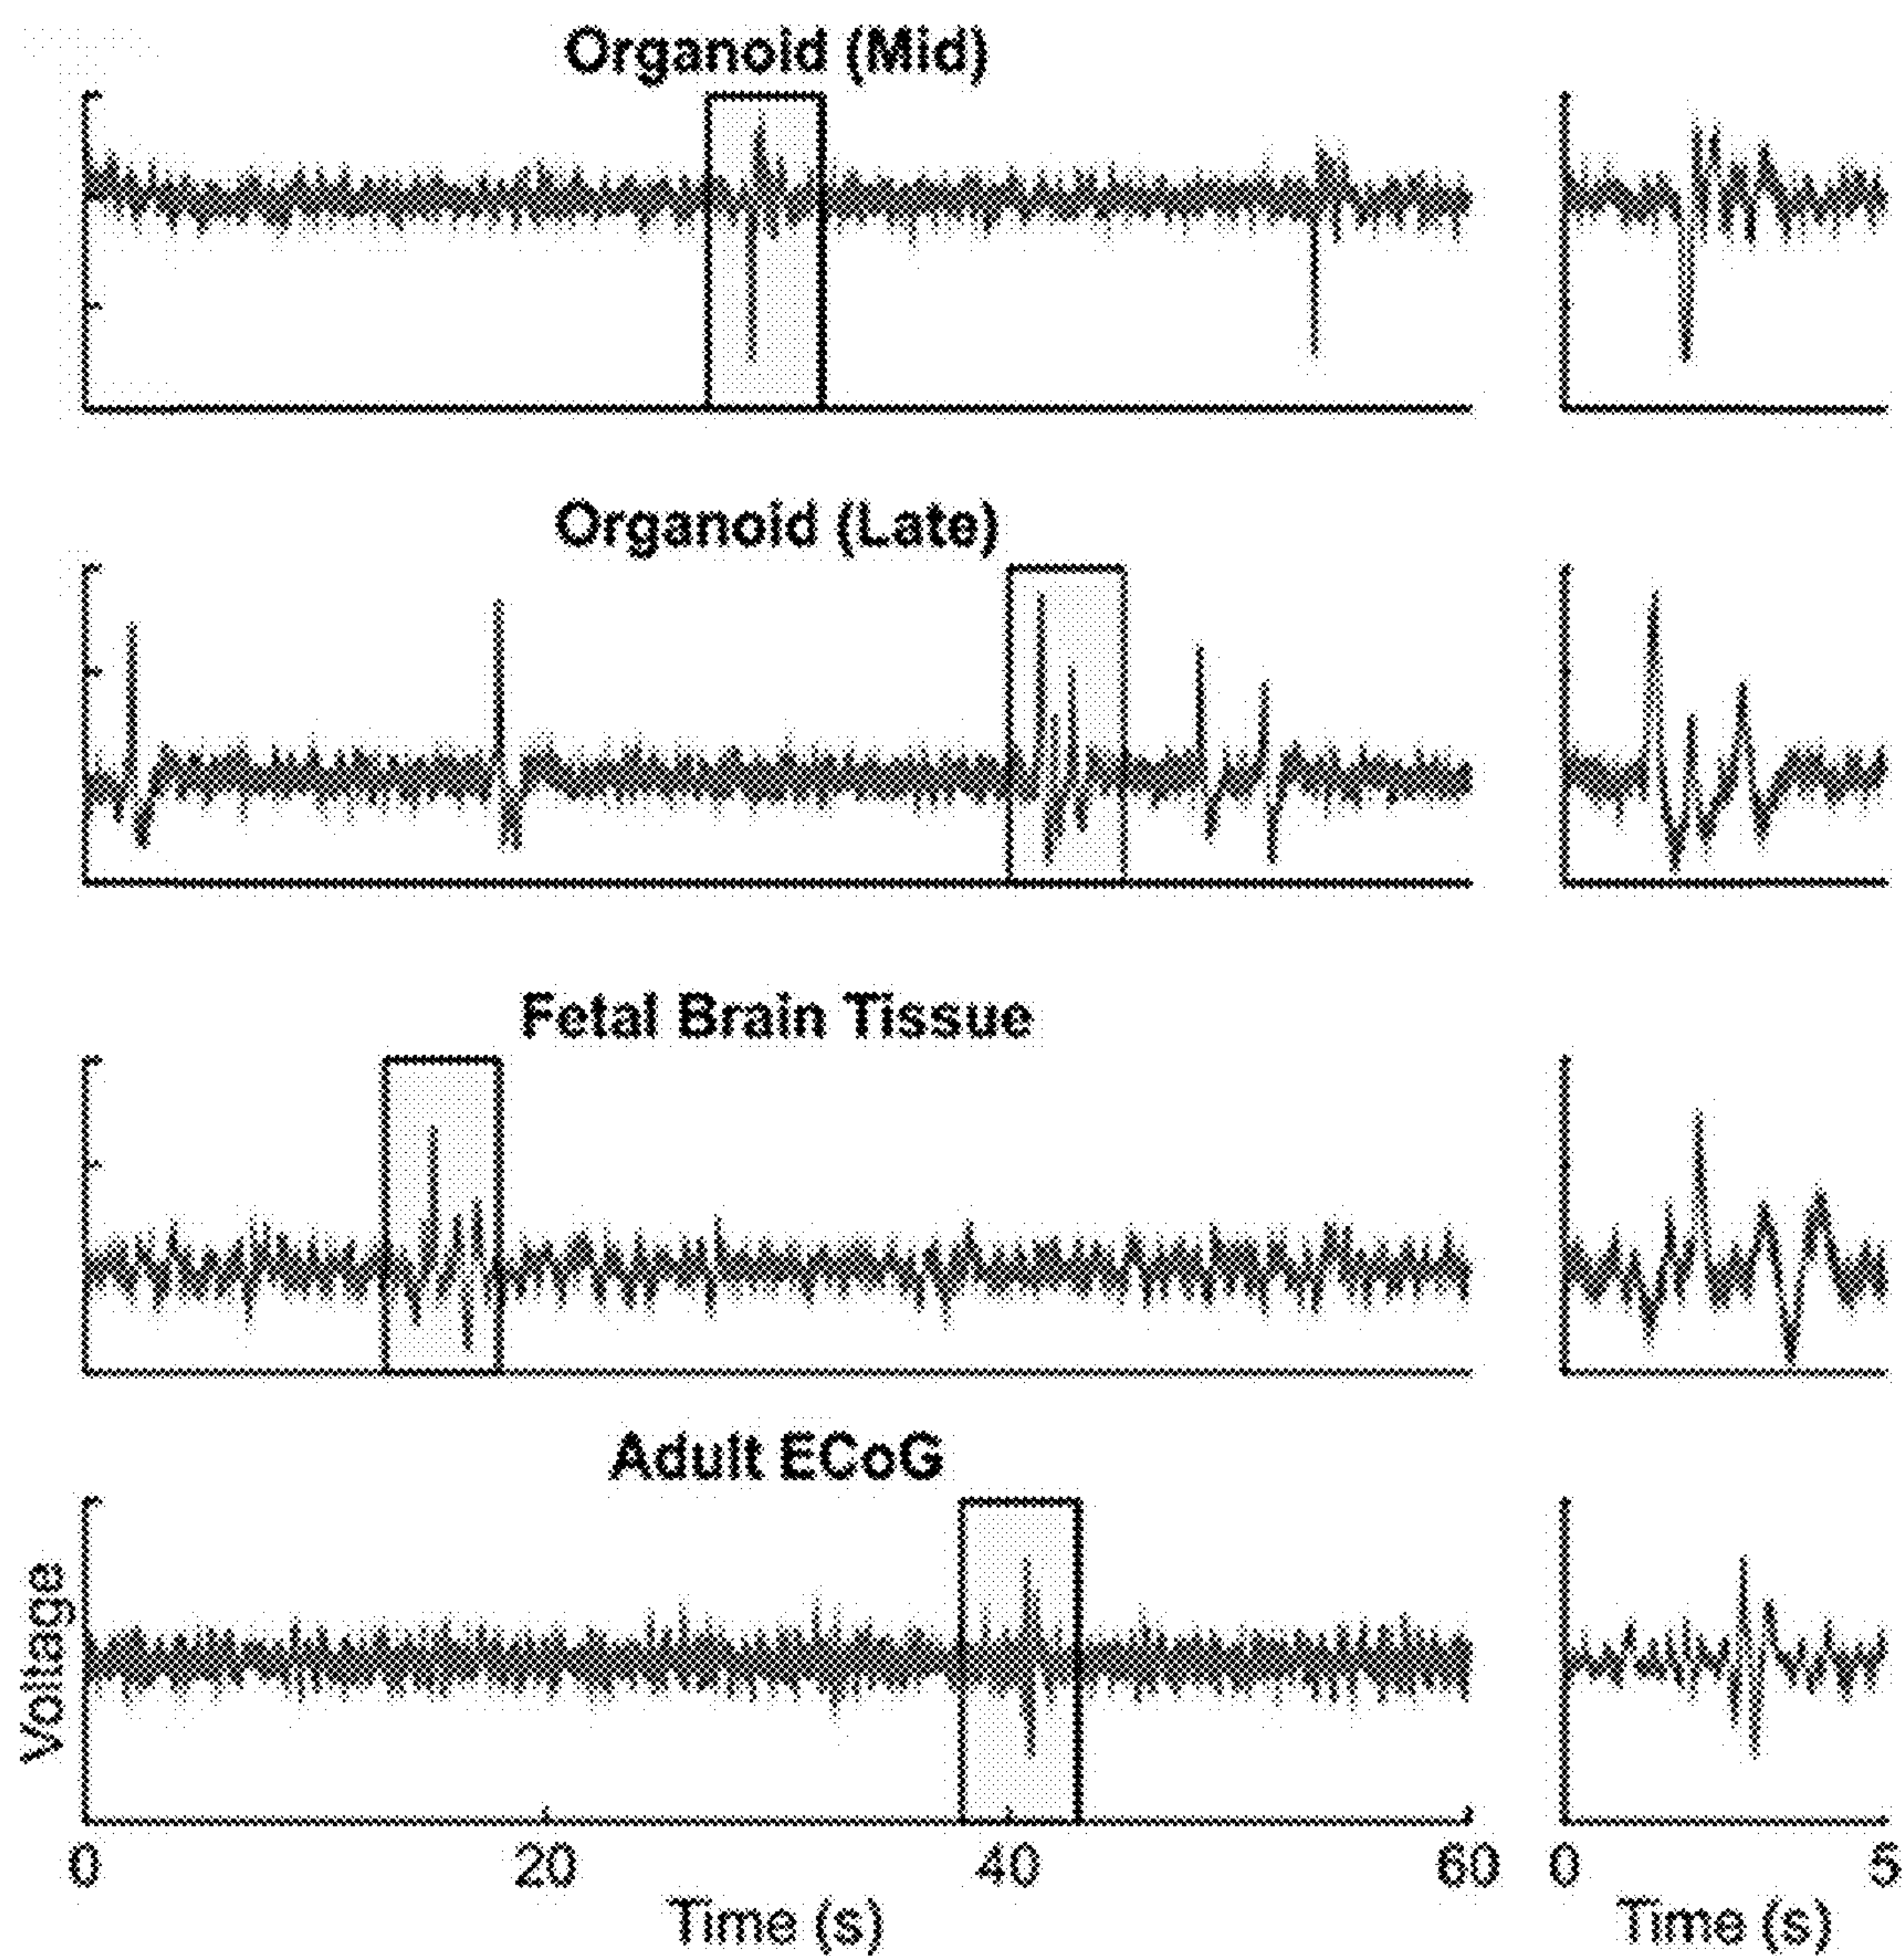 Organoid (Mid)
Organoid (Late)
Fetal Brain Tissue
Adult ECoG
Voltage
0 20 40 60 0 5
Time (s) Time (s)